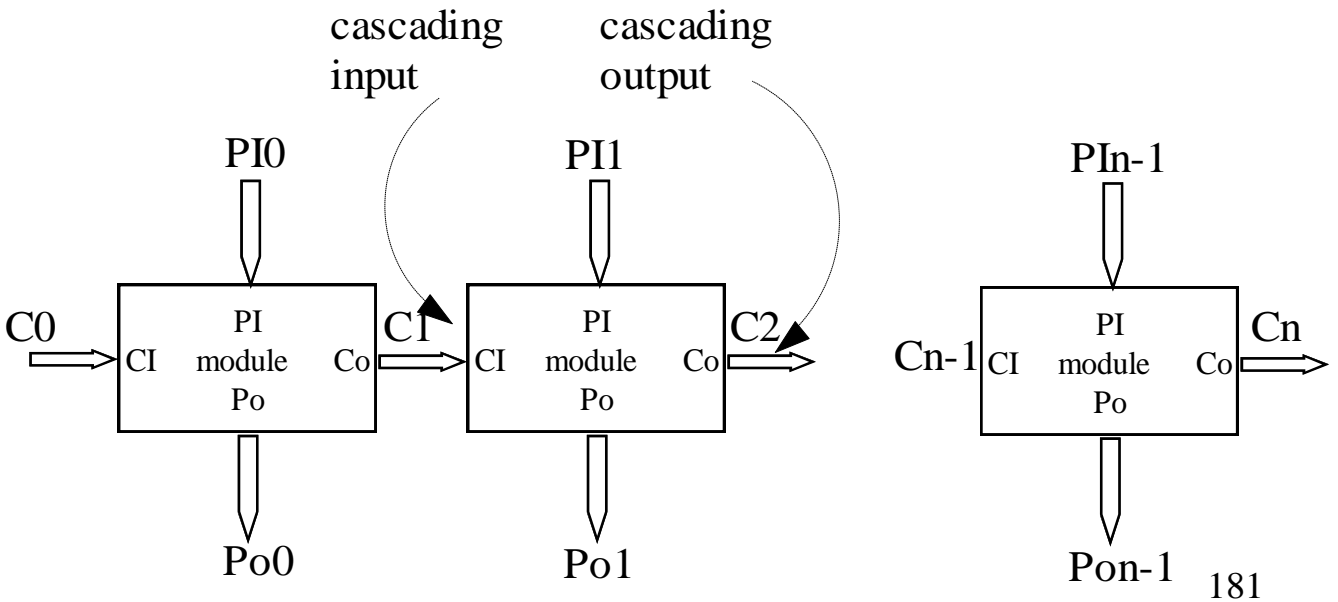 cascading
input
cascading
output
PI0
PI1
PIn-1
C0
CI
PI
module
Po
Co
C1
CI
PI
module
Po
Co
C2
Cn-1
CI
PI
module
Po
Co
Cn
Po0
Po1
Pon-1
181